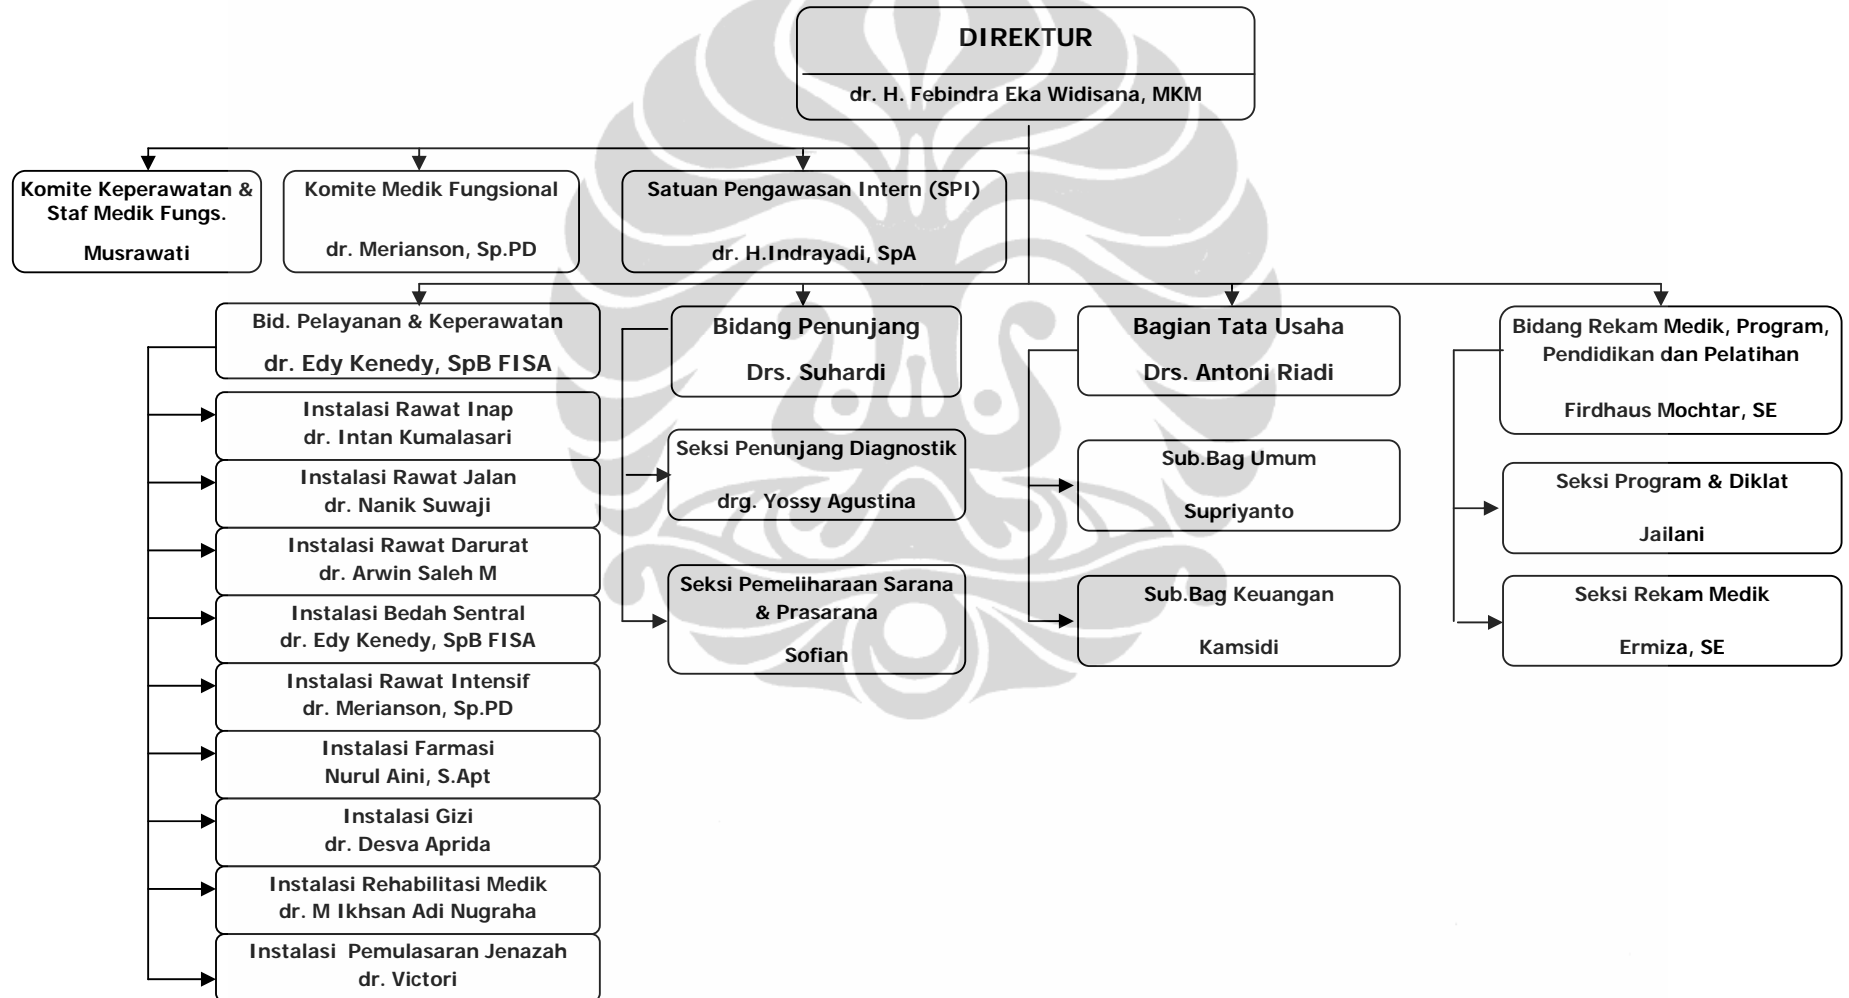 DIREKTUR
dr. H. Febindra Eka Widisana, MKM
Komite Keperawatan &
Staf Medik Fungs.
Musrawati
Komite Medik Fungsional
dr. Merianson, Sp.PD
Satuan Pengawasan Intern (SPI)
dr. H.Indrayadi, SpA
Bid. Pelayanan & Keperawatan
dr. Edy Kenedy, SpB FISA
Instalasi Rawat Inap
dr. Intan Kumalasari
Instalasi Rawat Jalan
dr. Nanik Suwaji
Instalasi Rawat Darurat
dr. Arwin Saleh M
Instalasi Bedah Sentral
dr. Edy Kenedy, SpB FISA
Instalasi Rawat Intensif
dr. Merianson, Sp.PD
Instalasi Farmasi
Nurul Aini, S.Apt
Instalasi Gizi
dr. Desva Aprida
Instalasi Rehabilitasi Medik
dr. M Ikhsan Adi Nugraha
Instalasi Pemulasaran Jenazah
dr. Victori
Bidang Penunjang
Drs. Suhardi
Seksi Penunjang Diagnostik
drg. Yossy Agustina
Seksi Pemeliharaan Sarana
& Prasarana
Sofian
Bagian Tata Usaha
Drs. Antoni Riadi
Sub.Bag Umum
Supriyanto
Sub.Bag Keuangan
Kamsidi
Bidang Rekam Medik, Program,
Pendidikan dan Pelatihan
Firdhaus Mochtar, SE
Seksi Program & Diklat
Jailani
Seksi Rekam Medik
Ermiza, SE